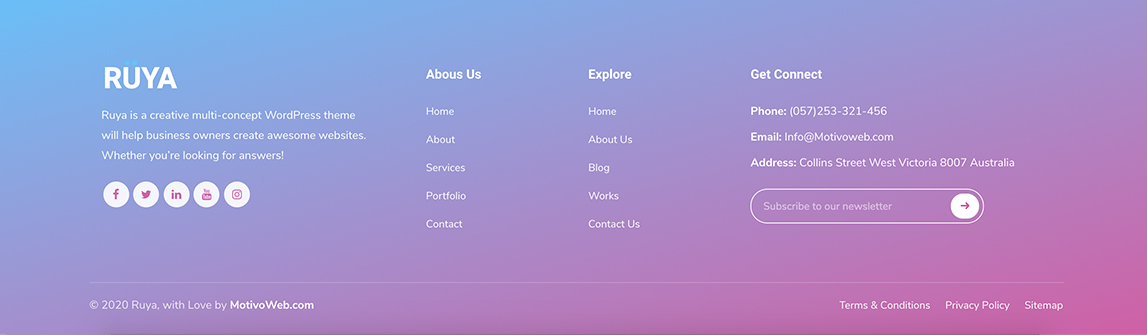 RUYA
Ruya is a creative multi-concept WordPress theme
will help business owners create awesome websites.
Whether you're looking for answers!
Abous Us
Home
About
Services
Portfolio
Contact
Explore
Home
About Us
Blog
Works
Contact Us
Get Connect
Phone: (057)253-321-456
Email: Info@Motivoweb.com
Address: Collins Street West Victoria 8007 Australia
Subscribe to our newsletter
© 2020 Ruya, with Love by MotivoWeb.com
Terms & Conditions Privacy Policy Sitemap